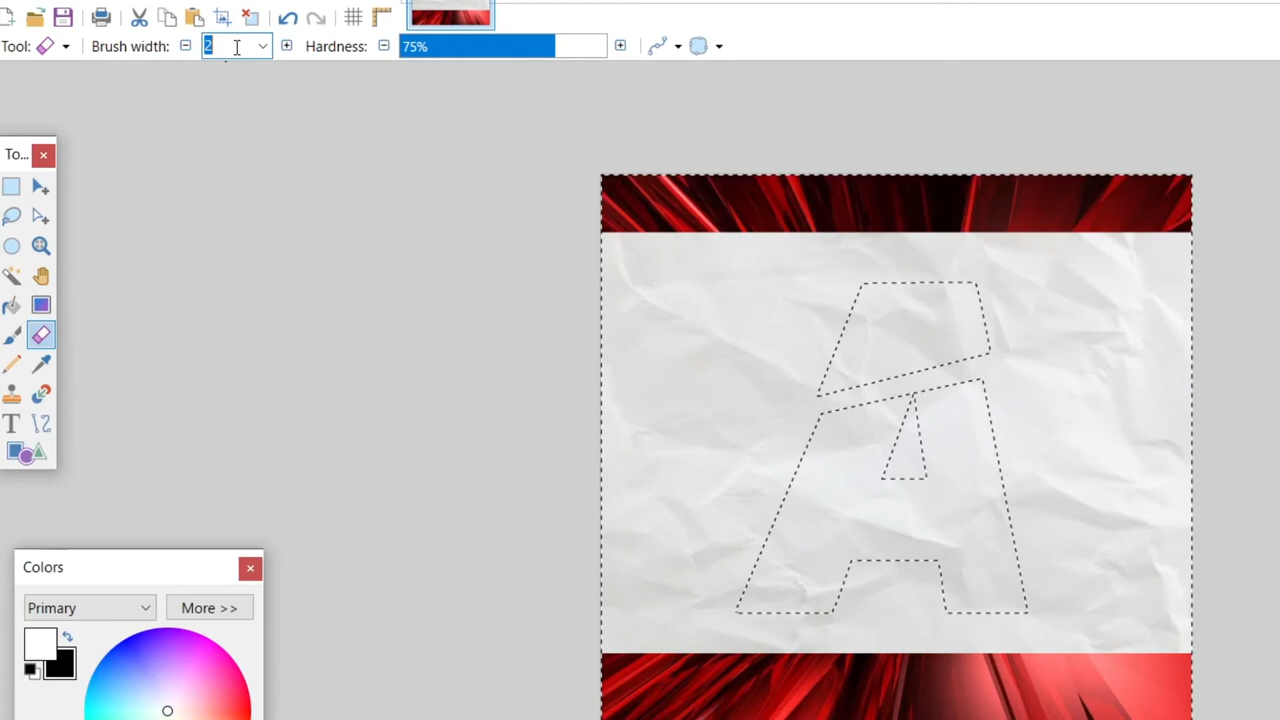 Tool:
Brush width:
2
Hardness:
75%
To...
T
A
Colors
Primary
More >>